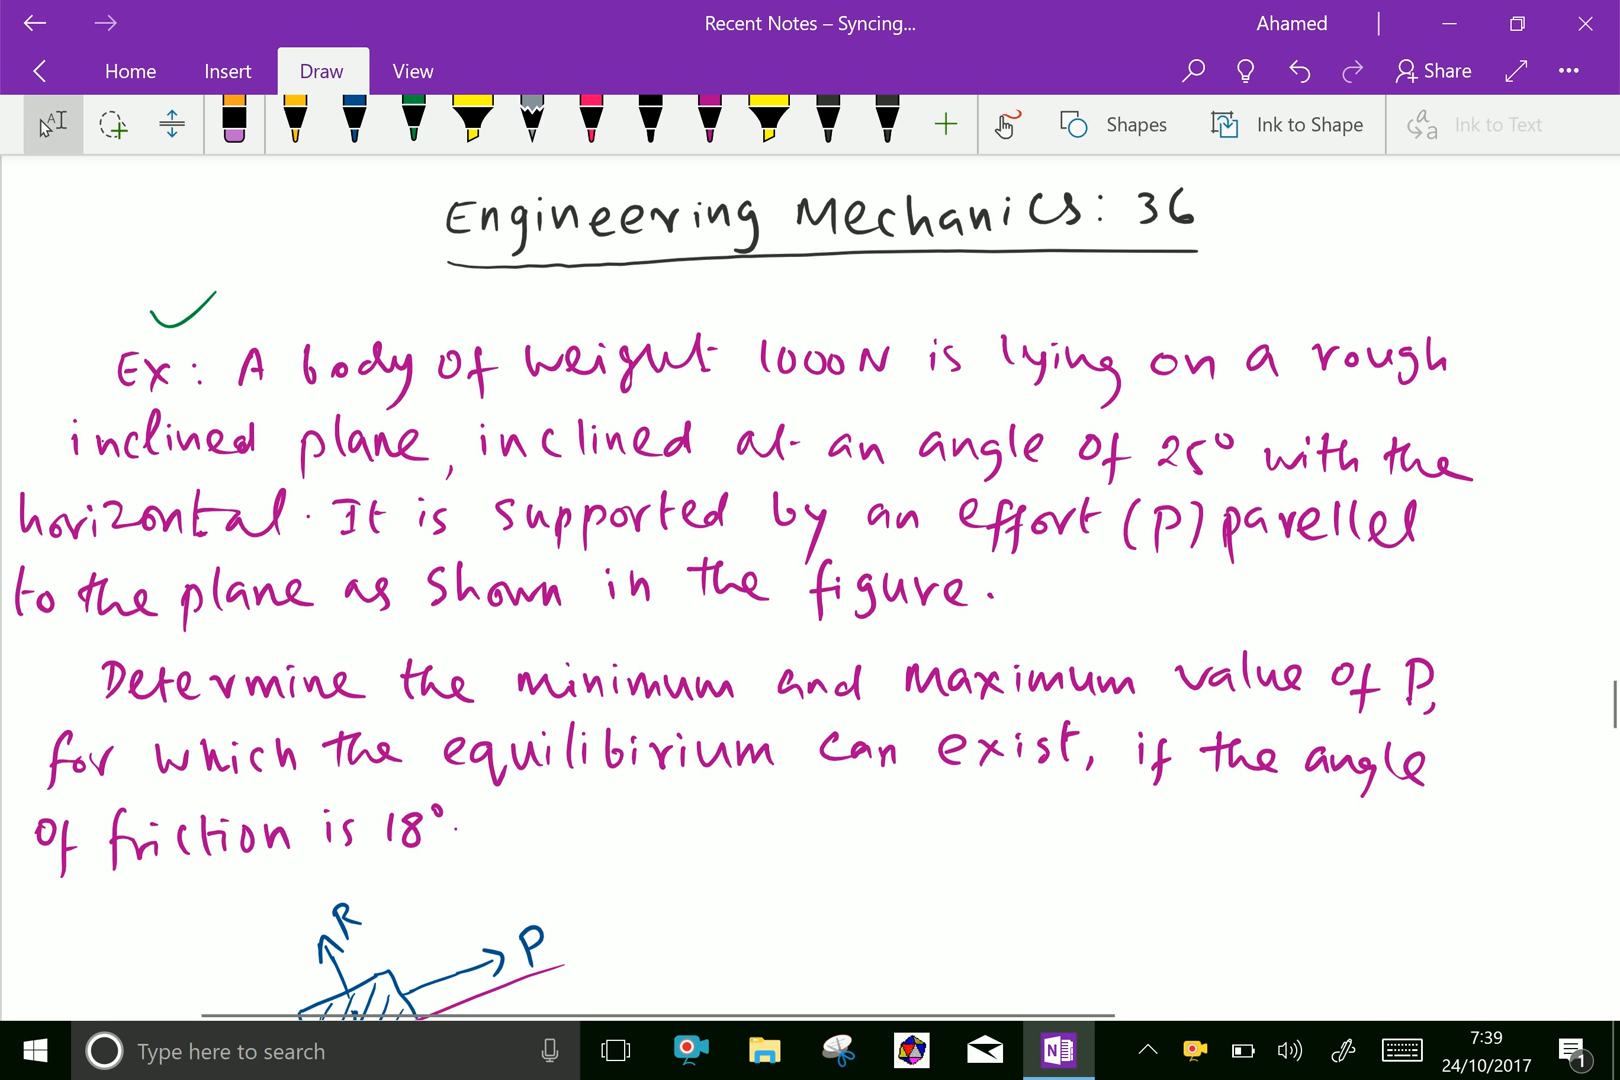 Recent Notes – Syncing...
Ahamed
Home Insert Draw View
Share
Shapes Ink to Shape Ink to Text
Engineering Mechanics: 36
Ex: A body of weight 1000N is lying on a rough
inclined plane, inclined at an angle of 25° with the
horizontal. It is supported by an effort (P) parellel
to the plane as shown in the figure.
Determine the minimum and maximum value of P,
for which the equilibirium can exist, if the angle
of friction is 18°.
R
P
Type here to search
7:39
24/10/2017
1